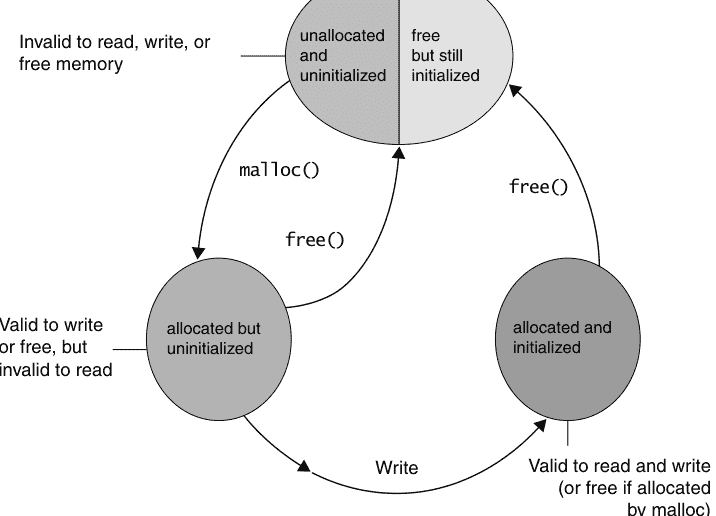 Invalid to read, write, or
free memory
unallocated
and
uninitialized
free
but still
initialized
malloc()
free()
free()
Valid to write
or free, but
invalid to read
allocated but
uninitialized
allocated and
initialized
Write
Valid to read and write
(or free if allocated
by malloc)